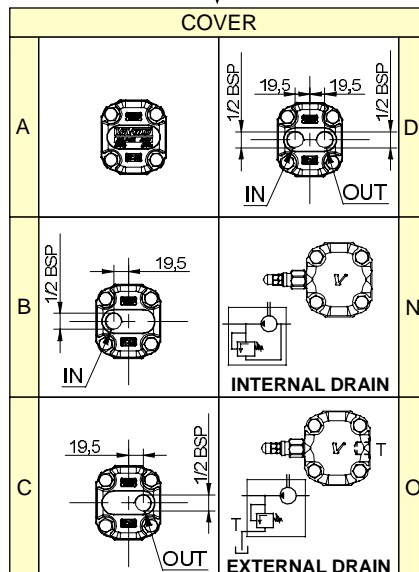 COVER
A
19,5 19,5
1/2 BSP
1/2 BSP
IN
OUT
D
B
1/2 BSP
19,5
IN
INTERNAL DRAIN
N
C
19,5
1/2 BSP
OUT
T
T
EXTERNAL DRAIN
O